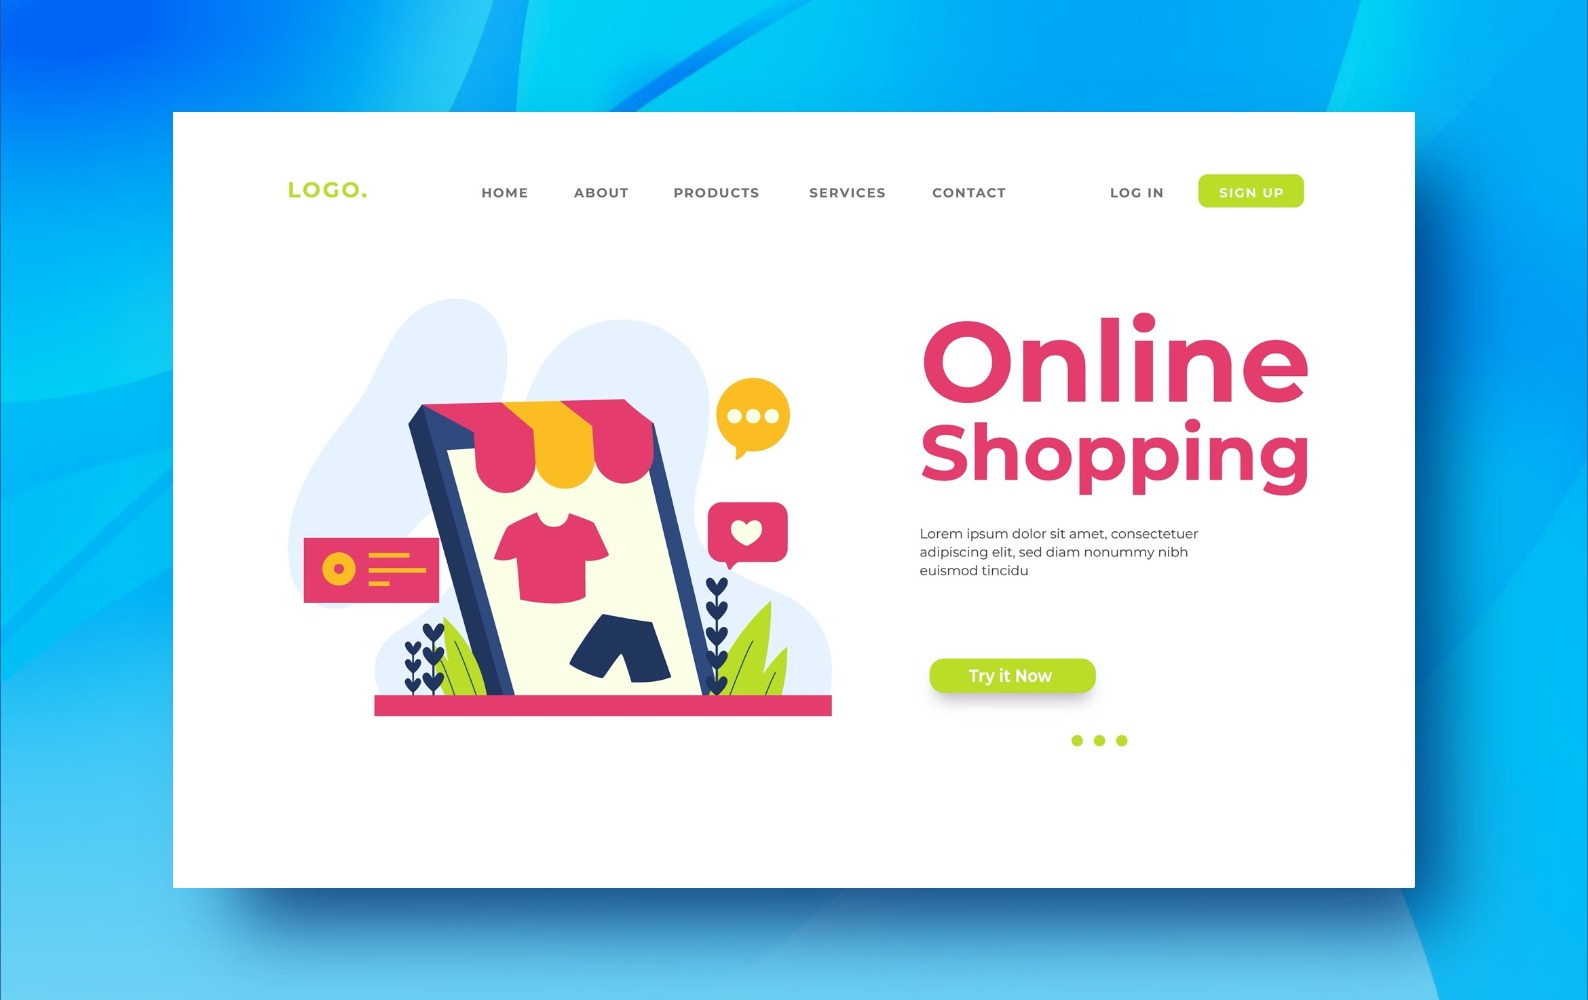 LOGO.
HOME
ABOUT
PRODUCTS
SERVICES
CONTACT
LOG IN
SIGN UP
Online
Shopping
Lorem ipsum dolor sit amet, consectetuer
adipiscing elit, sed diam nonummy nibh
euismod tincidu
Try it Now